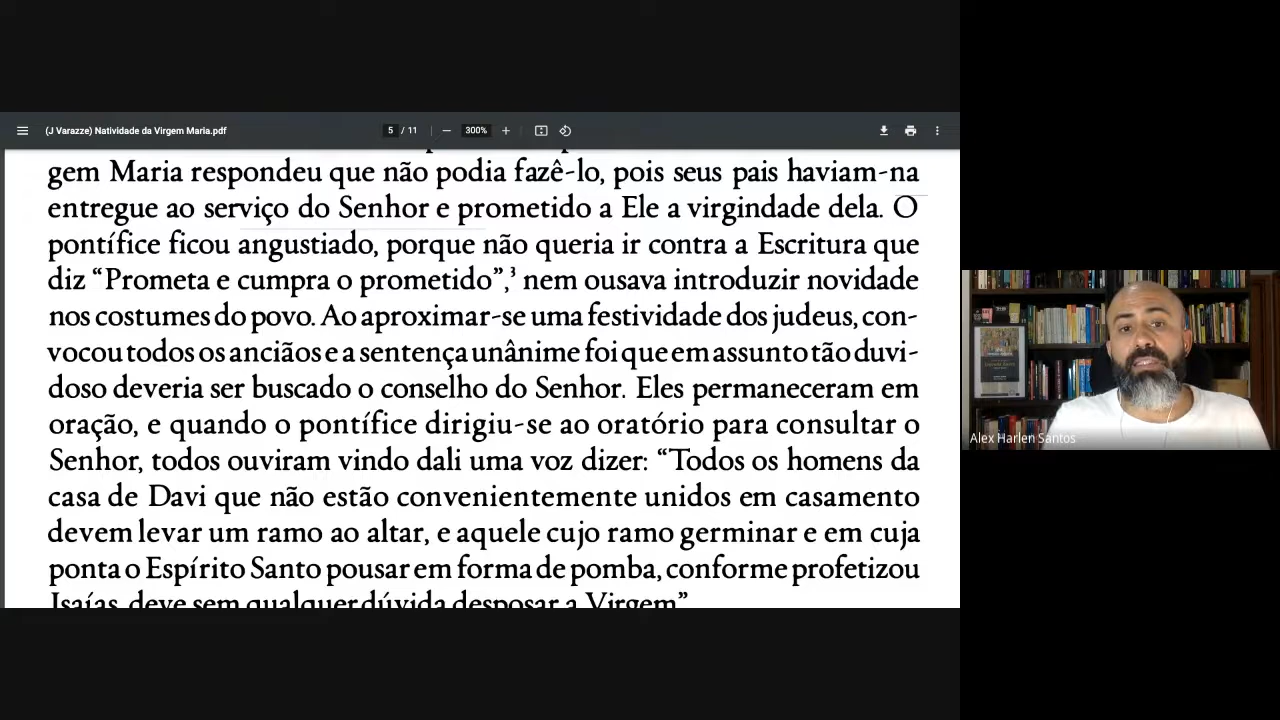 (J Varazze) Natividade da Virgem Maria.pdf
5 / 11
300%
gem Maria respondeu que não podia fazê-lo, pois seus pais haviam-na
entregue ao serviço do Senhor e prometido a Ele a virgindade dela. O
pontífice ficou angustiado, porque não queria ir contra a Escritura que
diz “Prometa e cumpra o prometido”,³ nem ousava introduzir novidade
nos costumes do povo. Ao aproximar-se uma festividade dos judeus, con-
vocou todos os anciãos e a sentença unânime foi que em assunto tão duvi-
doso deveria ser buscado o conselho do Senhor. Eles permaneceram em
oração, e quando o pontífice dirigiu-se ao oratório para consultar o
Senhor, todos ouviram vindo dali uma voz dizer: “Todos os homens da
casa de Davi que não estão convenientemente unidos em casamento
devem levar um ramo ao altar, e aquele cujo ramo germinar e em cuja
ponta o Espírito Santo pousar em forma de pomba, conforme profetizou
Isaías, deve sem qualquer dúvida desposar a Virgem”
Alex Harlen Santos